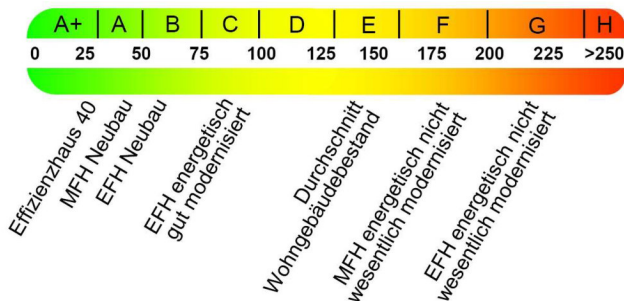 A+ A B C D E F G H
0 25 50 75 100 125 150 175 200 225 >250
Effizienzhaus 40
MFH Neubau
EFH Neubau
EFH energetisch
gut modernisiert
Durchschnitt
Wohngebäudebestand
MFH energetisch nicht
wesentlich modernisiert
EFH energetisch nicht
wesentlich modernisiert